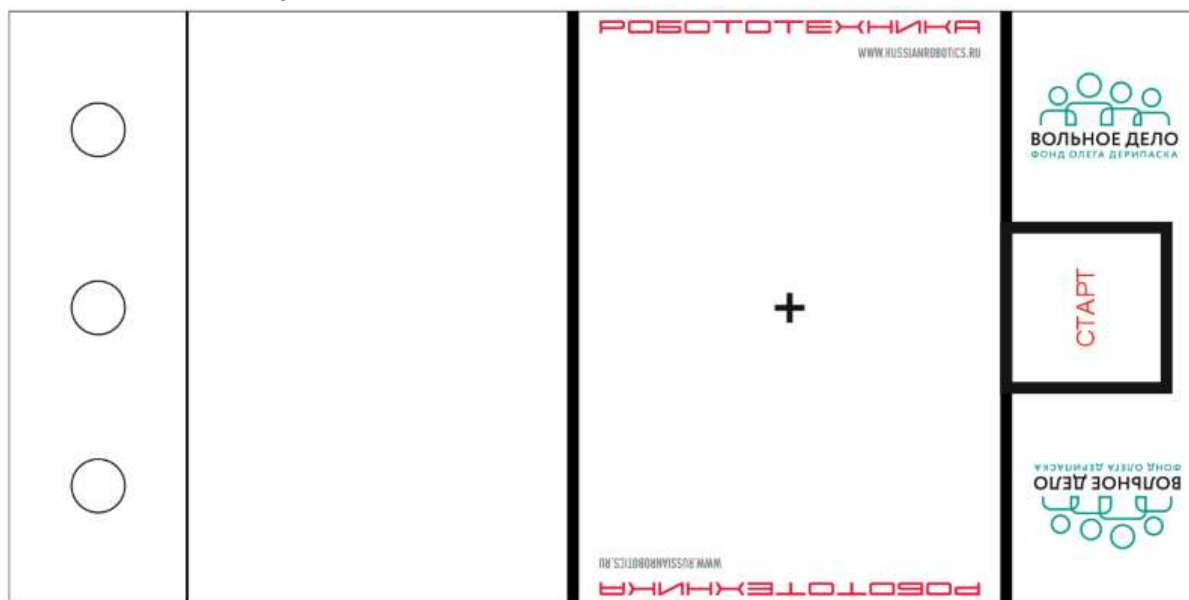 РОБОТОТЕХНИКА
WWW.RUSSIANROBOTICS.RU
ВОЛЬНОЕ ДЕЛО
ФОНД ОЛЕГА ДЕРИПАСКА
СТАРТ
ФОНД ОЛЕГА ДЕРИПАСКА
ВОЛЬНОЕ ДЕЛО
WWW.RUSSIANROBOTICS.RU
РОБОТОТЕХНИКА